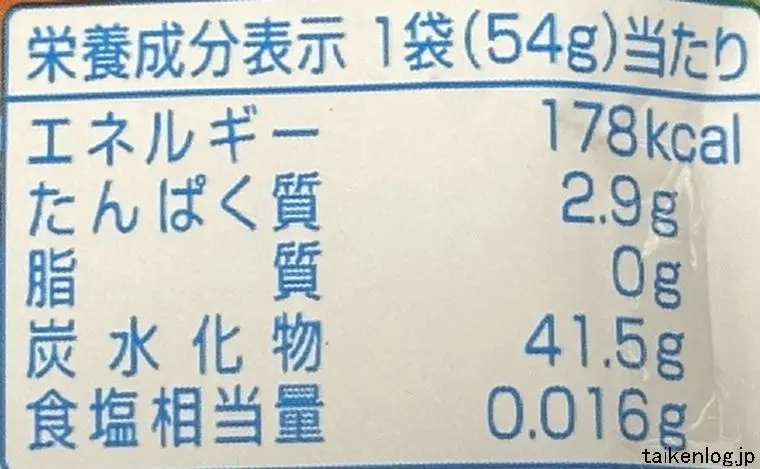 栄養成分表示 1袋(54g)当たり
エネルギー 178kcal
たんぱく質 2.9g
脂質 0g
炭水化物 41.5g
食塩相当量 0.016g
taikenlog.jp